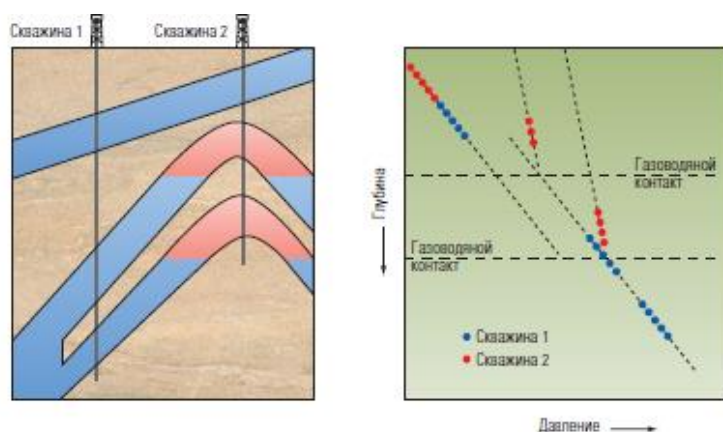 Скважина 1
Скважина 2
Глубина
Газоводяной
контакт
Газоводяной
контакт
Скважина 1
Скважина 2
Давление